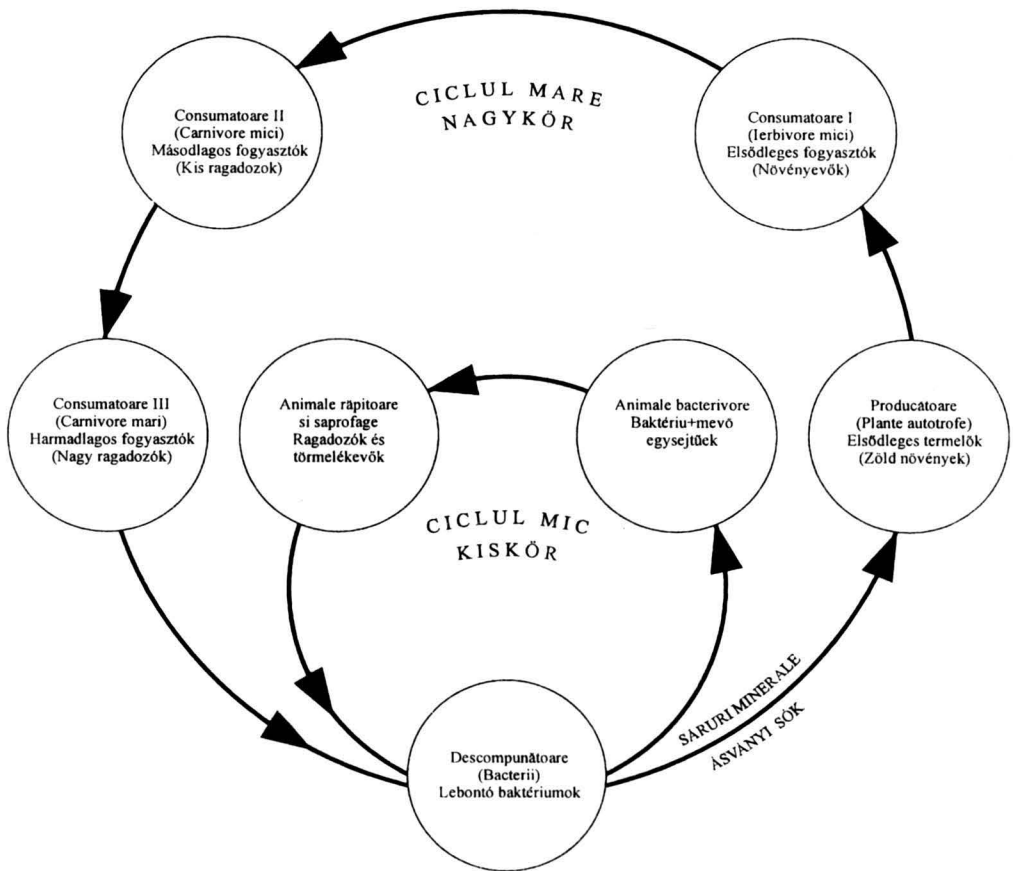 CICLUL MARE
NAGYKÖR
Consumatoare II
(Carnivore mici)
Másodlagos fogyasztók
(Kis ragadozok)
Consumatoare I
(Ierbivore mici)
Elsődleges fogyasztók
(Növényevők)
Consumatoare III
(Carnivore mari)
Harmadlagos fogyasztók
(Nagy ragadozók)
Animale răpitoare
si saprofage
Ragadozók és
törmelékevők
Animale bacterivore
Baktériu+mevő
egysejtűek
Producătoare
(Plante autotrofe)
Elsődleges termelők
(Zöld növények)
CICLUL MIC
KISKÖR
SĂRURI MINERALE
ÁSVÁNYI SÓK
Descompunătoare
(Bacterii)
Lebontó baktériumok